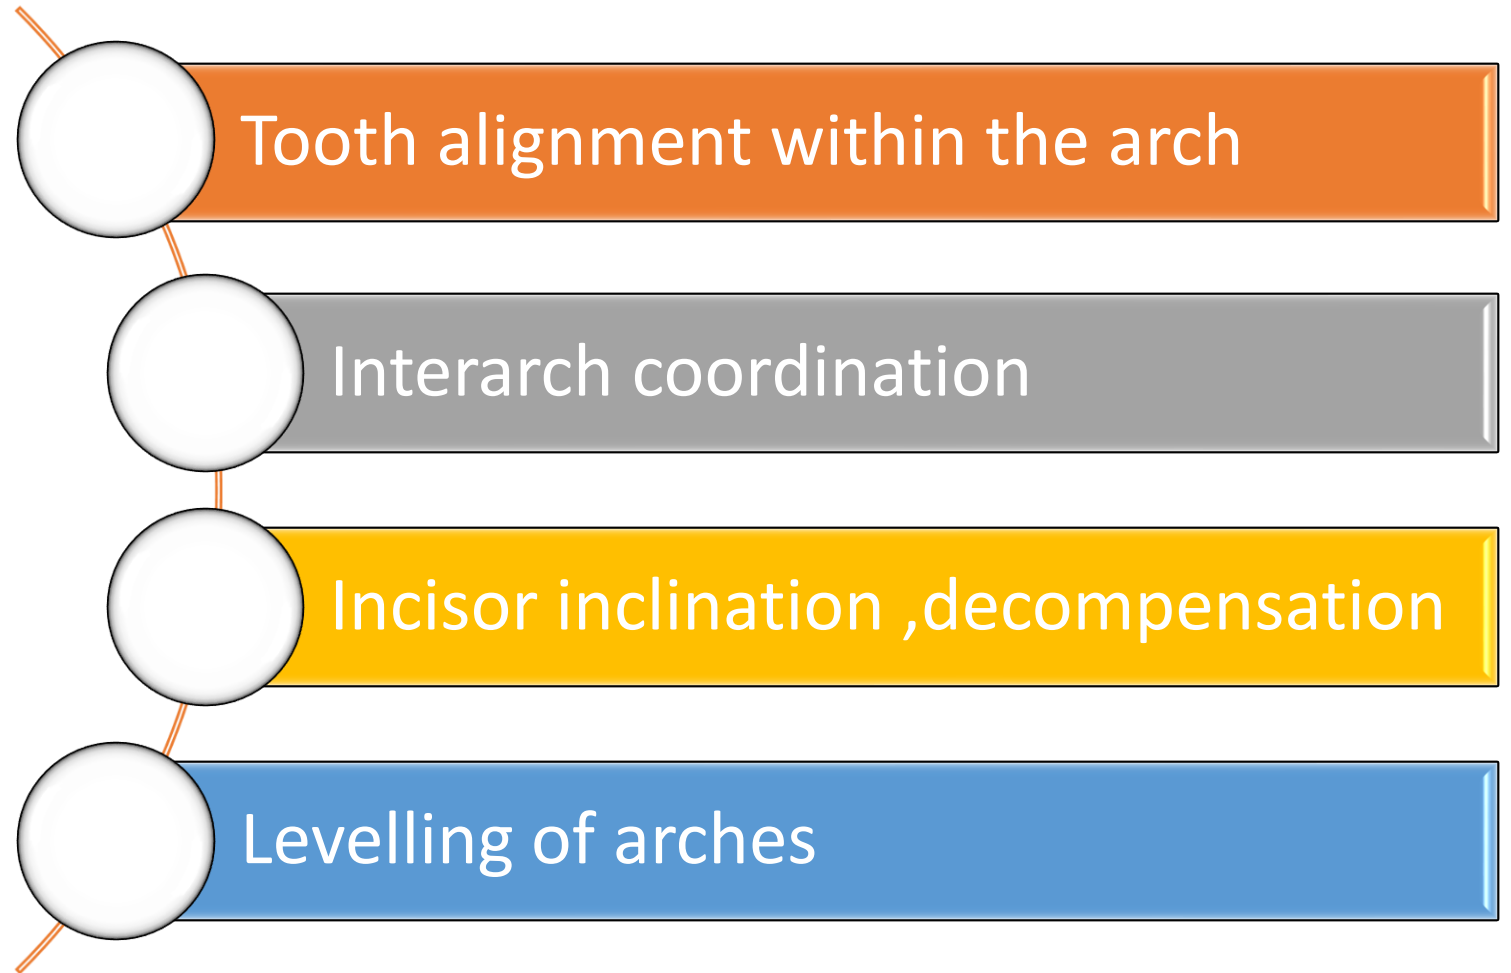 Tooth alignment within the arch
Interarch coordination
Incisor inclination ,decompensation
Levelling of arches